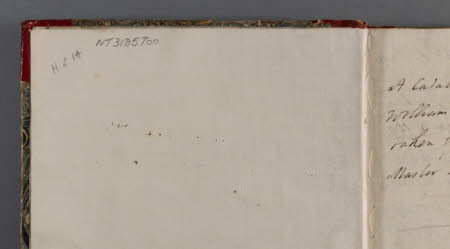 NT3185700
H & 14
A Catal
William
taken
Master